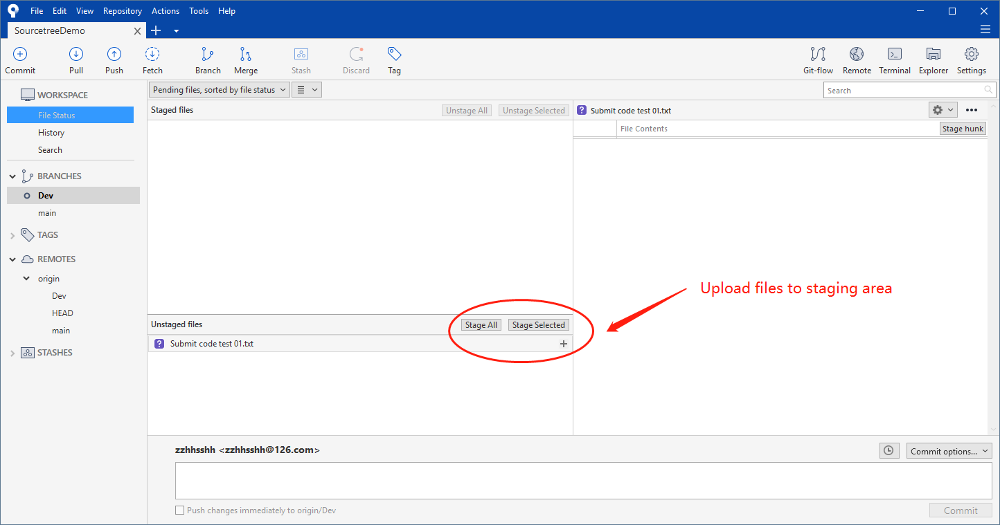 File Edit View Repository Actions Tools Help
SourcetreeDemo
Commit Pull Push Fetch Branch Merge Stash Discard Tag Git-flow Remote Terminal Explorer Settings
WORKSPACE
File Status
History
Search
BRANCHES
Dev
main
TAGS
REMOTES
origin
Dev
HEAD
main
STASHES
Pending files, sorted by file status
Search
Staged files Unstage All Unstage Selected
Submit code test 01.txt
File Contents Stage hunk
Upload files to staging area
Unstaged files Stage All Stage Selected
Submit code test 01.txt
zzhhsshh <zzhhsshh@126.com>
Commit options...
Push changes immediately to origin/Dev
Commit